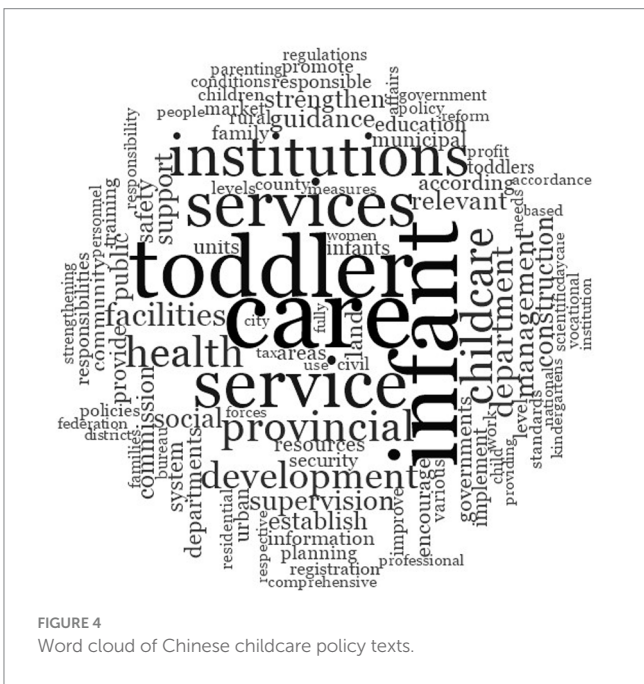 regulations
parenting promote
conditions responsible
children strengthen affairs government
people market policy
rural guidance reform
family education
municipal
responsibility institutions profit
toddlers
levels county measures according accordance
support safety services relevant needs based
training personnel units women infants
public toddler infant
strengthening responsibilities community facilities care
city fully land
childcare department management construction scientific daycare vocational institution
provide health tax areas
use civil
service
policies social forces provincial
federation
district commission resources
families bureau system security
departments development
supervision
residential urban establish
respective information
planning
registration
comprehensive
improve encourage various
professional
governments implement work child providing
level standards national kindergartens
FIGURE 4
Word cloud of Chinese childcare policy texts.